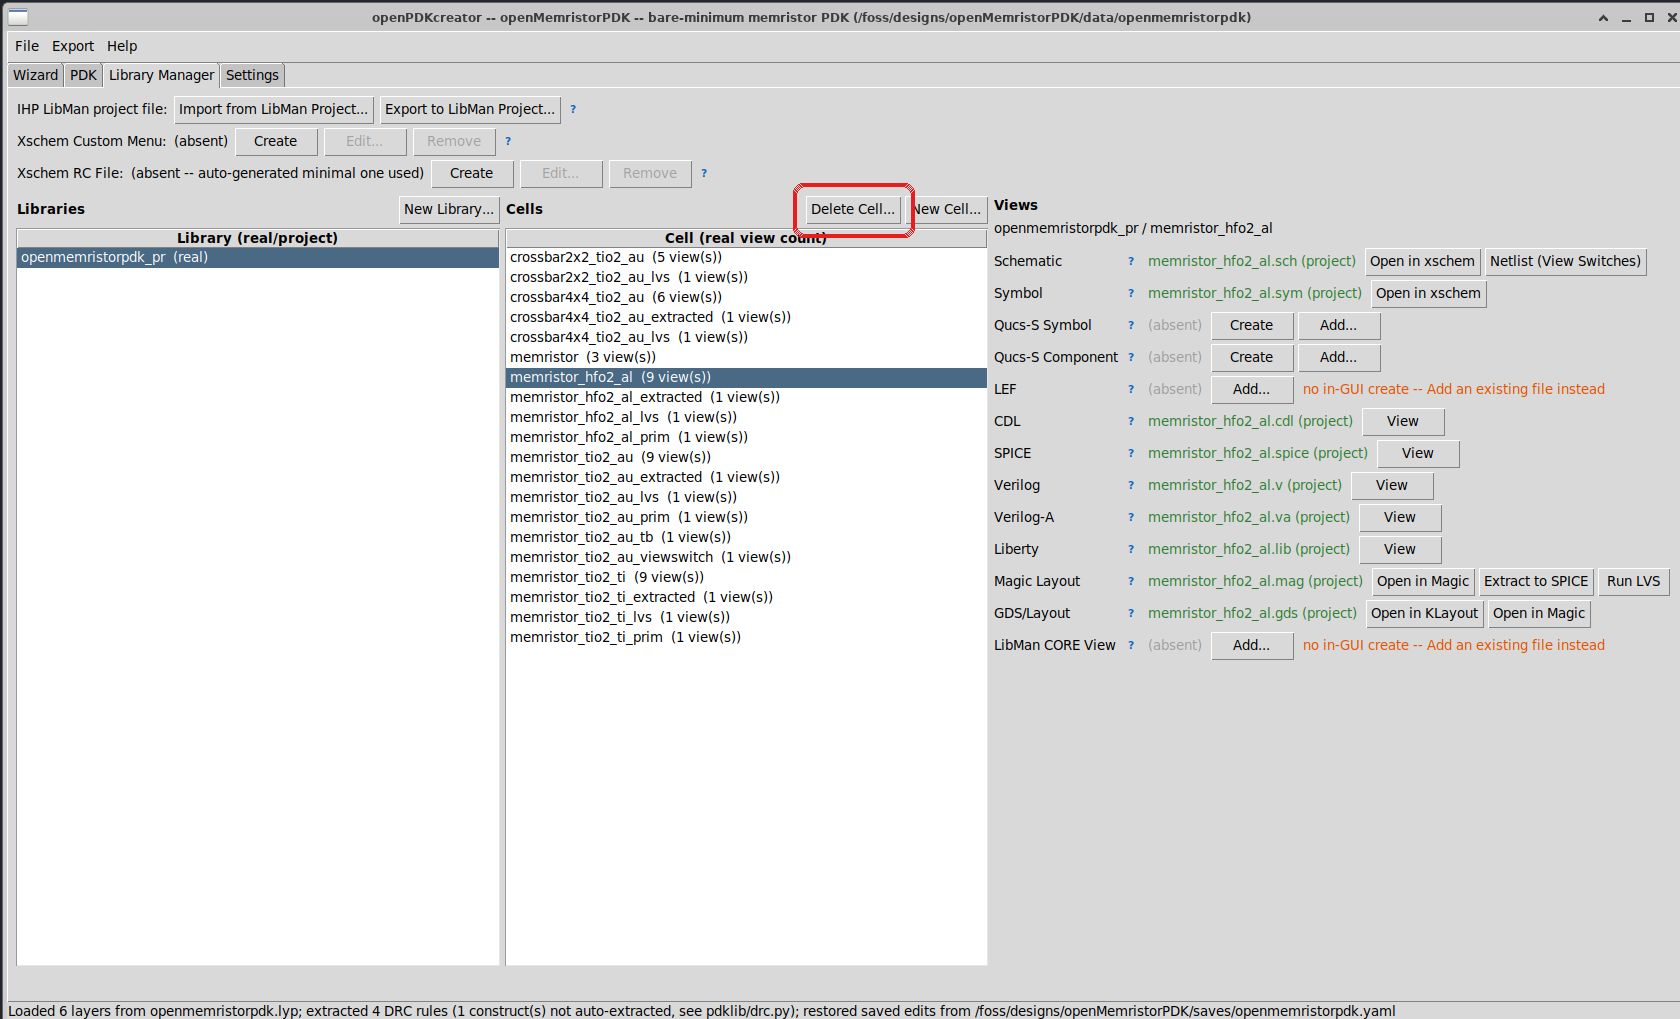 openPDKcreator -- openMemristorPDK -- bare-minimum memristor PDK (/foss/designs/openMemristorPDK/data/openmemristorpdk)
File Export Help
Wizard PDK Library Manager Settings
IHP LibMan project file: Import from LibMan Project... Export to LibMan Project... ?
Xschem Custom Menu: (absent) Create Edit... Remove ?
Xschem RC File: (absent -- auto-generated minimal one used) Create Edit... Remove ?
Libraries New Library...
Library (real/project)
openmemristorpdk_pr (real)
Cells Delete Cell... New Cell...
Cell (real view count)
crossbar2x2_tio2_au (5 view(s))
crossbar2x2_tio2_au_lvs (1 view(s))
crossbar4x4_tio2_au (6 view(s))
crossbar4x4_tio2_au_extracted (1 view(s))
crossbar4x4_tio2_au_lvs (1 view(s))
memristor (3 view(s))
memristor_hfo2_al (9 view(s))
memristor_hfo2_al_extracted (1 view(s))
memristor_hfo2_al_lvs (1 view(s))
memristor_hfo2_al_prim (1 view(s))
memristor_tio2_au (9 view(s))
memristor_tio2_au_extracted (1 view(s))
memristor_tio2_au_lvs (1 view(s))
memristor_tio2_au_prim (1 view(s))
memristor_tio2_au_tb (1 view(s))
memristor_tio2_au_viewswitch (1 view(s))
memristor_tio2_ti (9 view(s))
memristor_tio2_ti_extracted (1 view(s))
memristor_tio2_ti_lvs (1 view(s))
memristor_tio2_ti_prim (1 view(s))
Views
openmemristorpdk_pr / memristor_hfo2_al
Schematic ? memristor_hfo2_al.sch (project) Open in xschem Netlist (View Switches)
Symbol ? memristor_hfo2_al.sym (project) Open in xschem
Qucs-S Symbol ? (absent) Create Add...
Qucs-S Component ? (absent) Create Add...
LEF ? (absent) Add... no in-GUI create -- Add an existing file instead
CDL ? memristor_hfo2_al.cdl (project) View
SPICE ? memristor_hfo2_al.spice (project) View
Verilog ? memristor_hfo2_al.v (project) View
Verilog-A ? memristor_hfo2_al.va (project) View
Liberty ? memristor_hfo2_al.lib (project) View
Magic Layout ? memristor_hfo2_al.mag (project) Open in Magic Extract to SPICE Run LVS
GDS/Layout ? memristor_hfo2_al.gds (project) Open in KLayout Open in Magic
LibMan CORE View ? (absent) Add... no in-GUI create -- Add an existing file instead
Loaded 6 layers from openmemristorpdk.lyp; extracted 4 DRC rules (1 construct(s) not auto-extracted, see pdklib/drc.py); restored saved edits from /foss/designs/openMemristorPDK/saves/openmemristorpdk.yaml